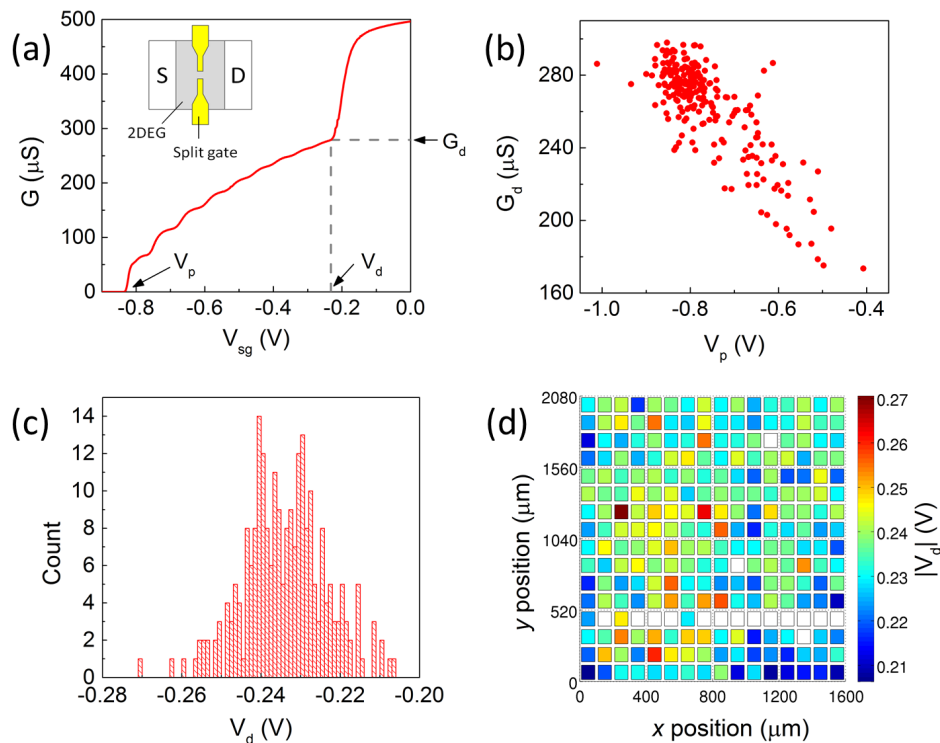 (a)
500
400
300
200
100
0
G (μS)
S
D
2DEG
Split gate
G_d
V_p
V_d
-0.8
-0.6
-0.4
-0.2
0.0
V_sg (V)
(b)
280
240
200
160
G_d (μS)
-1.0
-0.8
-0.6
-0.4
V_p (V)
(c)
14
12
10
8
6
4
2
0
Count
-0.28
-0.26
-0.24
-0.22
-0.20
V_d (V)
(d)
2080
1560
1040
520
0
y position (μm)
0
400
800
1200
1600
x position (μm)
0.27
0.26
0.25
0.24
0.23
0.22
0.21
|V_d| (V)